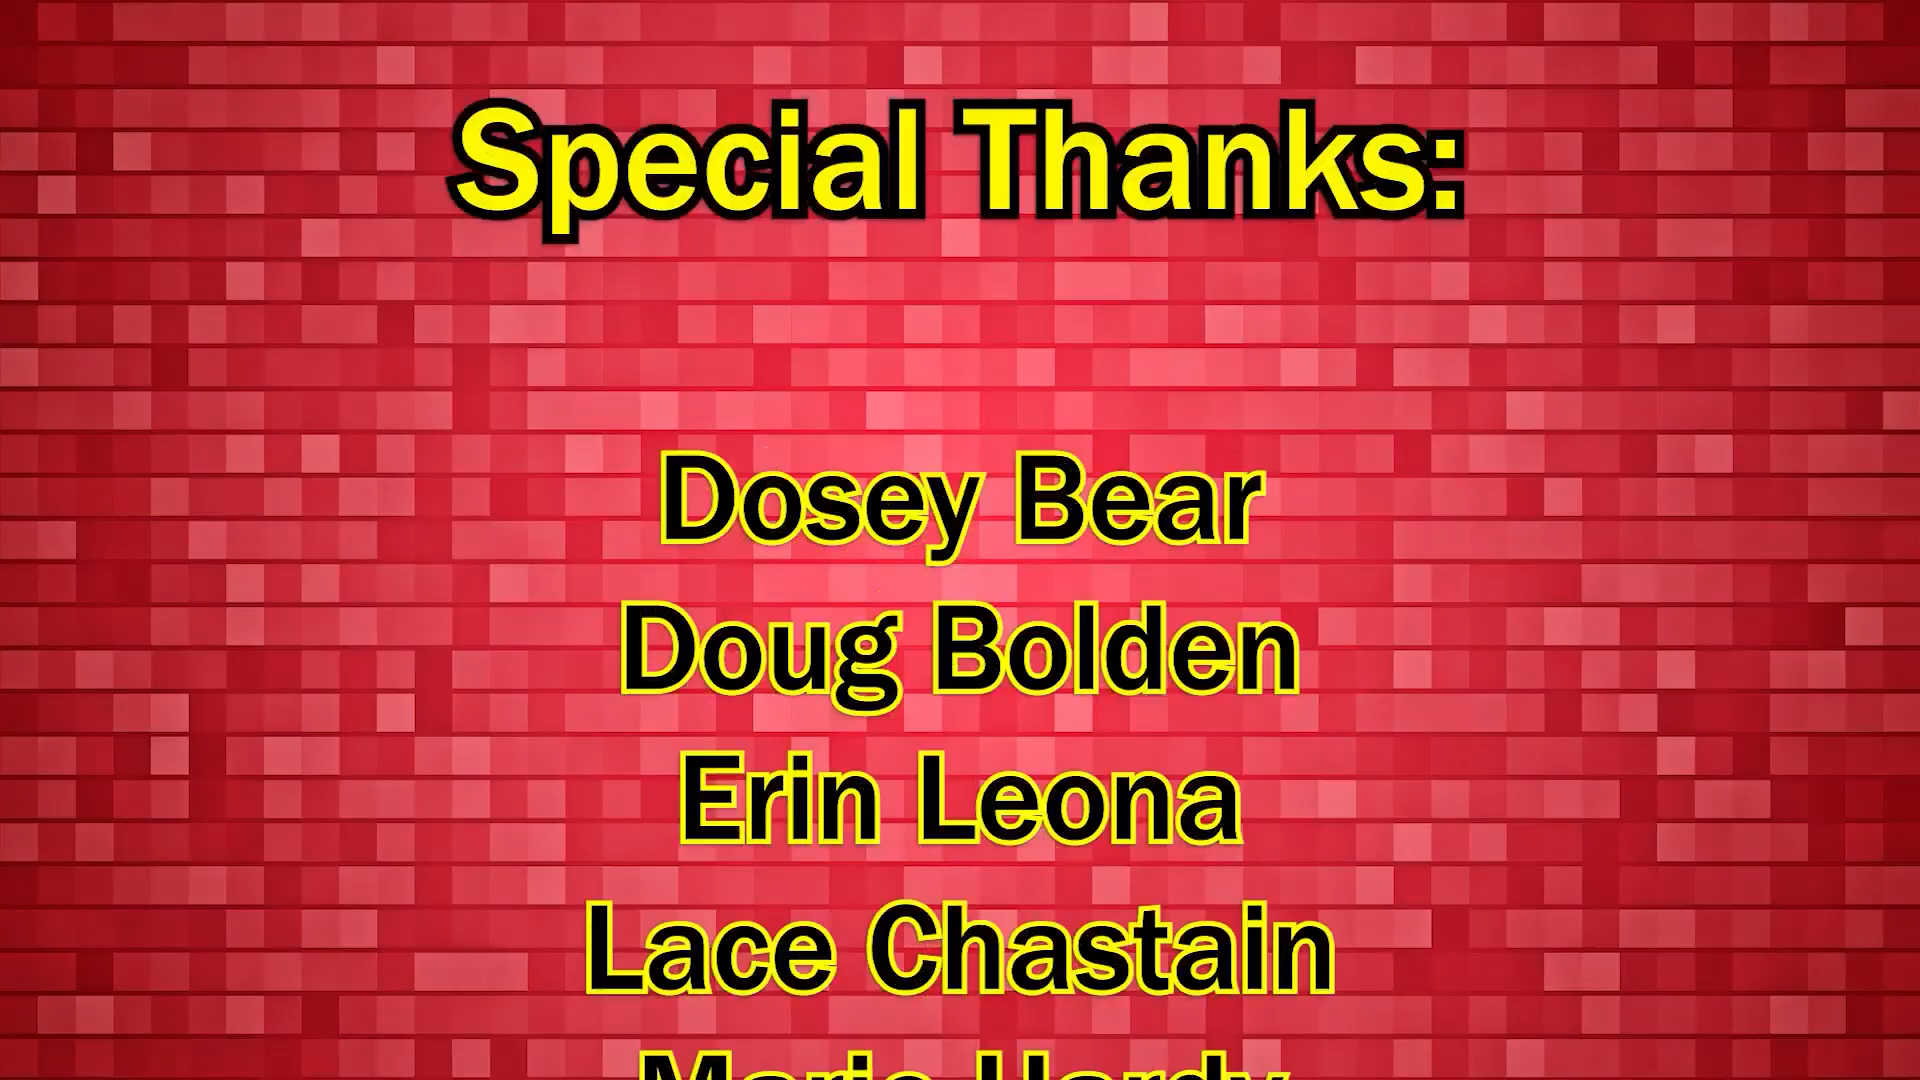 Special Thanks:
Dosey Bear
Doug Bolden
Erin Leona
Lace Chastain